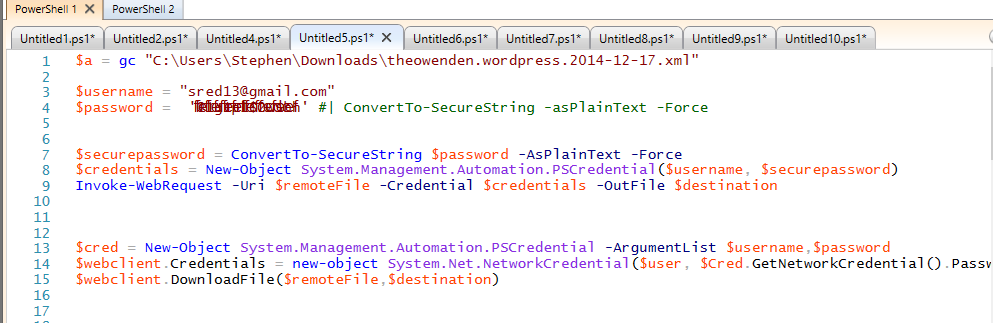 PowerShell 1 PowerShell 2
Untitled1.ps1* Untitled2.ps1* Untitled4.ps1* Untitled5.ps1* Untitled6.ps1* Untitled7.ps1* Untitled8.ps1* Untitled9.ps1* Untitled10.ps1*
1 $a = gc "C:\Users\Stephen\Downloads\theowenden.wordpress.2014-12-17.xml"
2
3 $username = "sred13@gmail.com"
4 $password = ' ' #| ConvertTo-SecureString -asPlainText -Force
5
6
7 $securepassword = ConvertTo-SecureString $password -AsPlainText -Force
8 $credentials = New-Object System.Management.Automation.PSCredential($username, $securepassword)
9 Invoke-WebRequest -Uri $remoteFile -Credential $credentials -OutFile $destination
10
11
12
13 $cred = New-Object System.Management.Automation.PSCredential -ArgumentList $username,$password
14 $webclient.Credentials = new-object System.Net.NetworkCredential($user, $Cred.GetNetworkCredential().Passw
15 $webclient.DownloadFile($remoteFile,$destination)
16
17